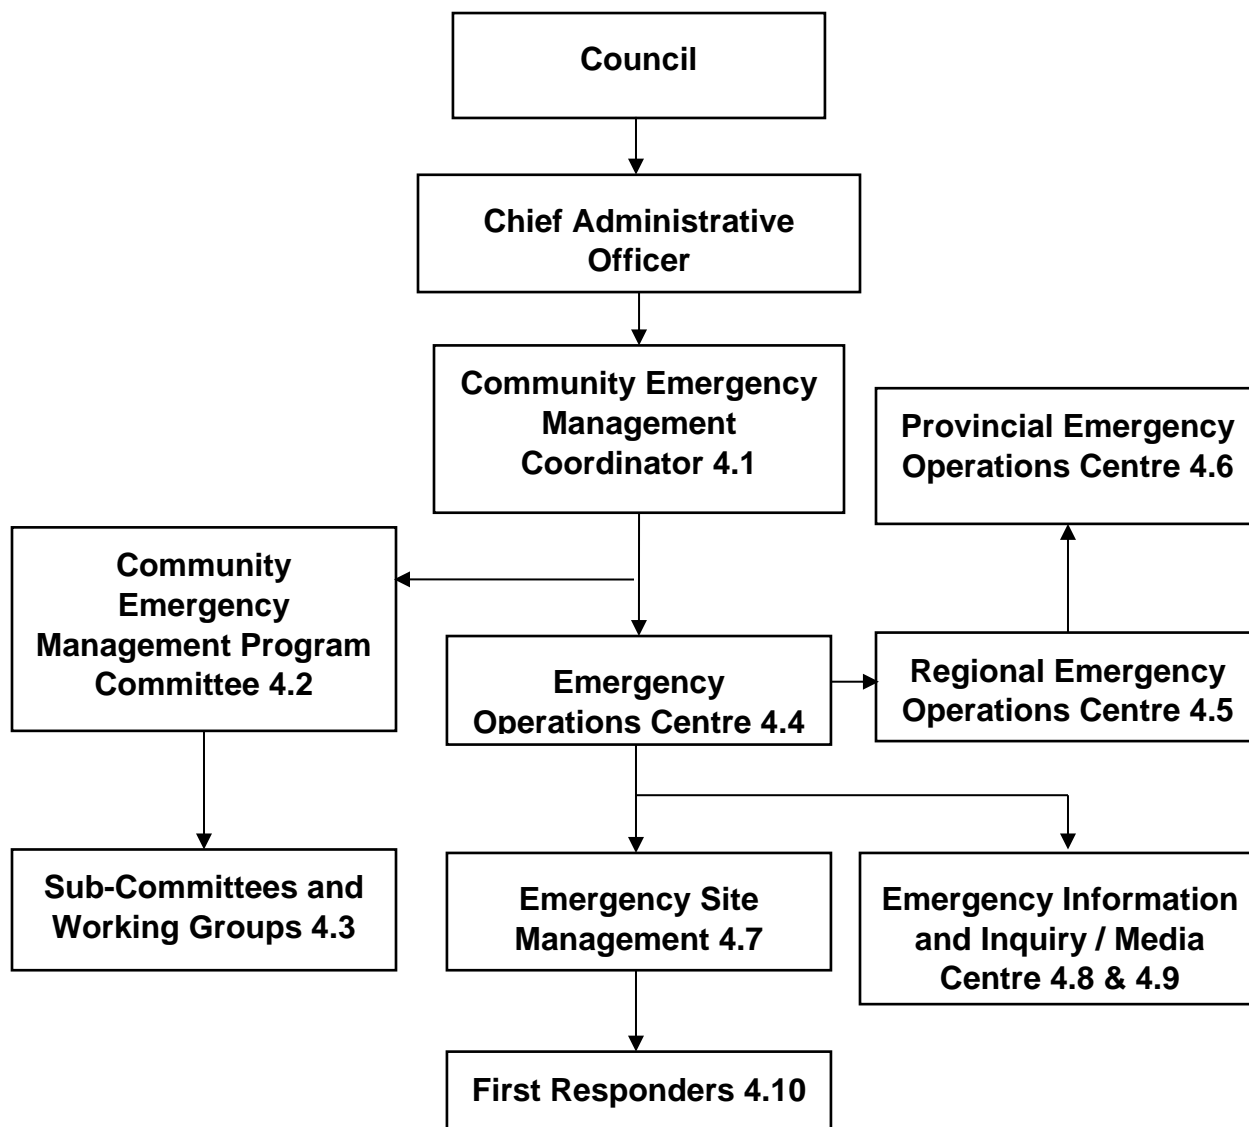 Council
Chief Administrative
Officer
Community Emergency
Management
Coordinator 4.1
Provincial Emergency
Operations Centre 4.6
Community
Emergency
Management Program
Committee 4.2
Emergency
Operations Centre 4.4
Regional Emergency
Operations Centre 4.5
Sub-Committees and
Working Groups 4.3
Emergency Site
Management 4.7
Emergency Information
and Inquiry / Media
Centre 4.8 & 4.9
First Responders 4.10